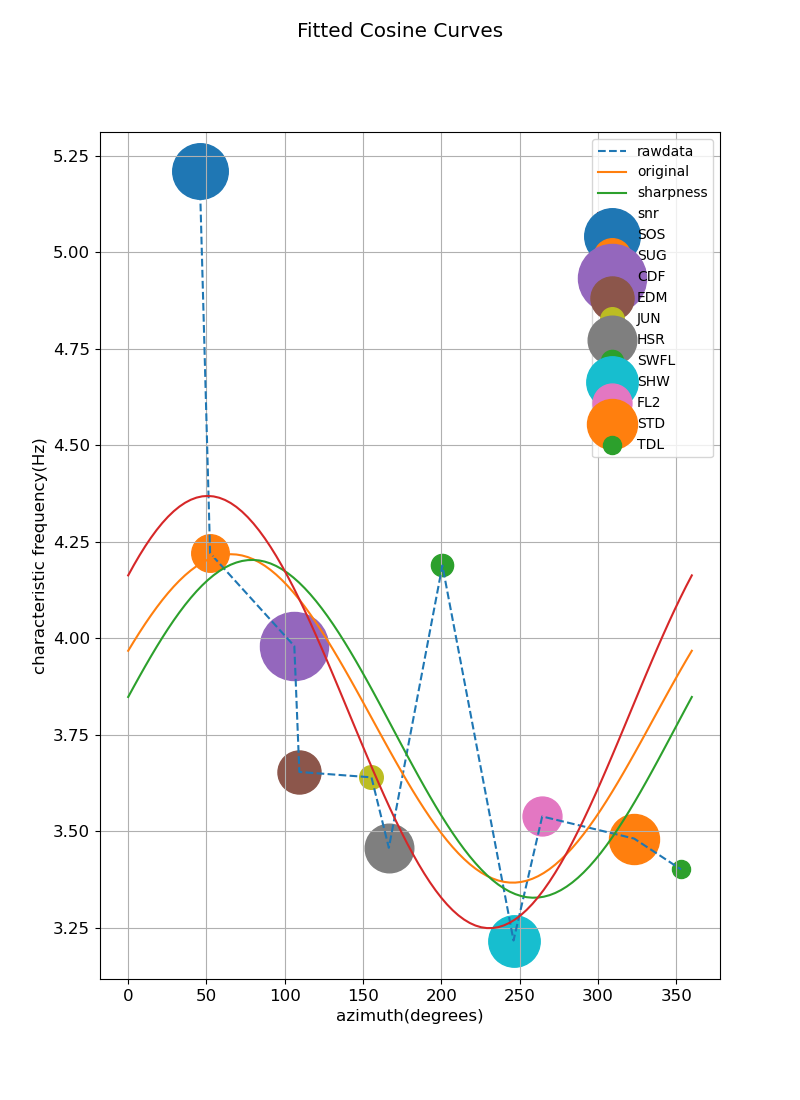 Fitted Cosine Curves
5.25
5.00
4.75
4.50
4.25
4.00
3.75
3.50
3.25
characteristic frequency(Hz)
rawdata
original
sharpness
snr
SOS
SUG
CDF
EDM
JUN
HSR
SWFL
SHW
FL2
STD
TDL
0 50 100 150 200 250 300 350
azimuth(degrees)